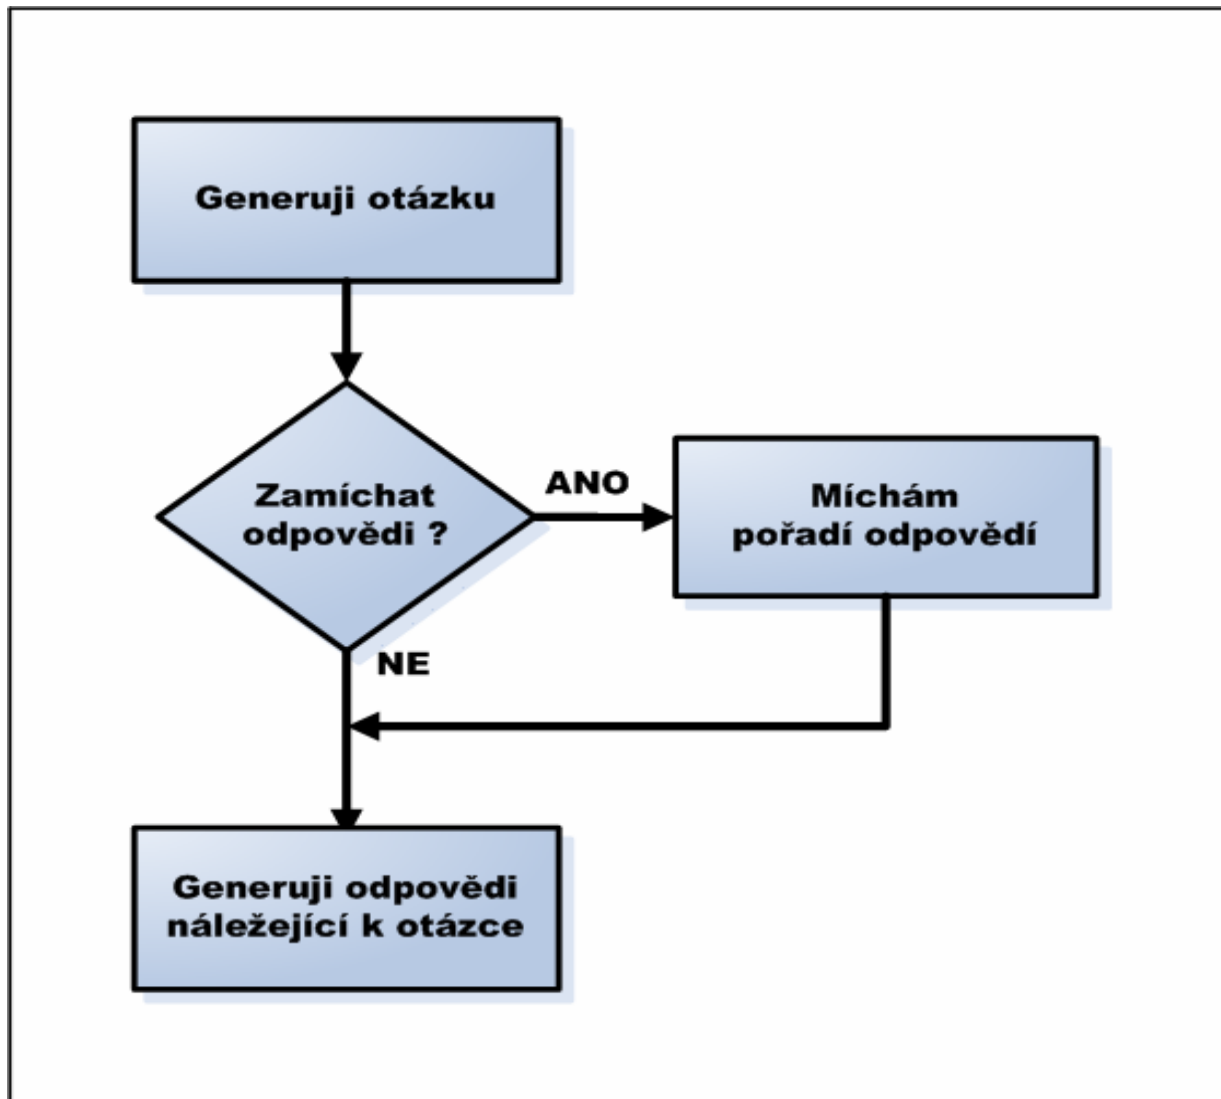 Generuji otázku
Zamíchat
odpovědi ?
ANO
Míchám
pořadí odpovědí
NE
Generuji odpovědi
náležející k otázce